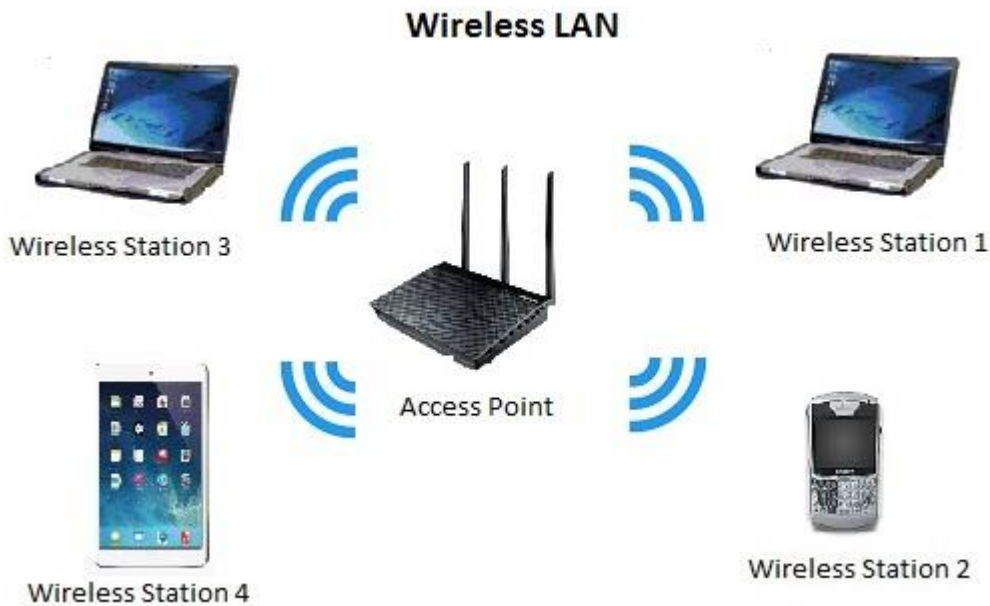 Wireless LAN
Wireless Station 3
Wireless Station 1
Access Point
Wireless Station 4
Wireless Station 2